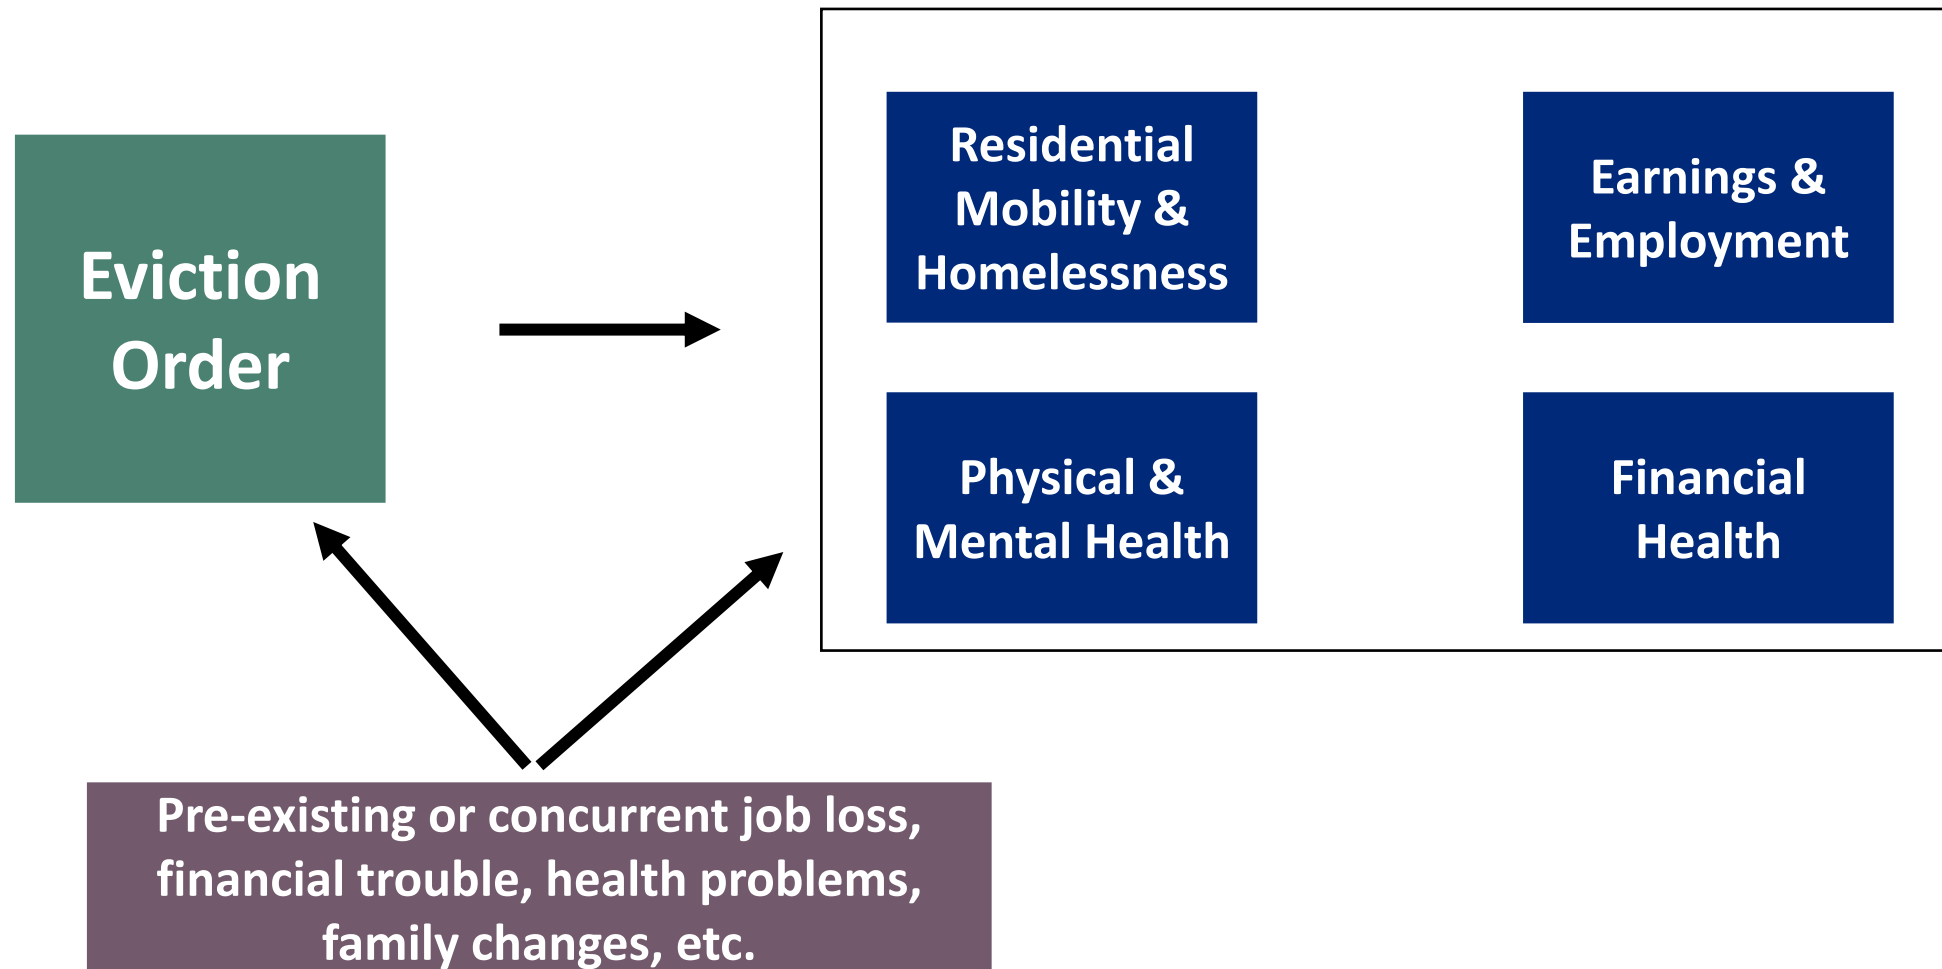 Eviction
Order
Residential
Mobility &
Homelessness
Earnings &
Employment
Physical &
Mental Health
Financial
Health
Pre-existing or concurrent job loss,
financial trouble, health problems,
family changes, etc.